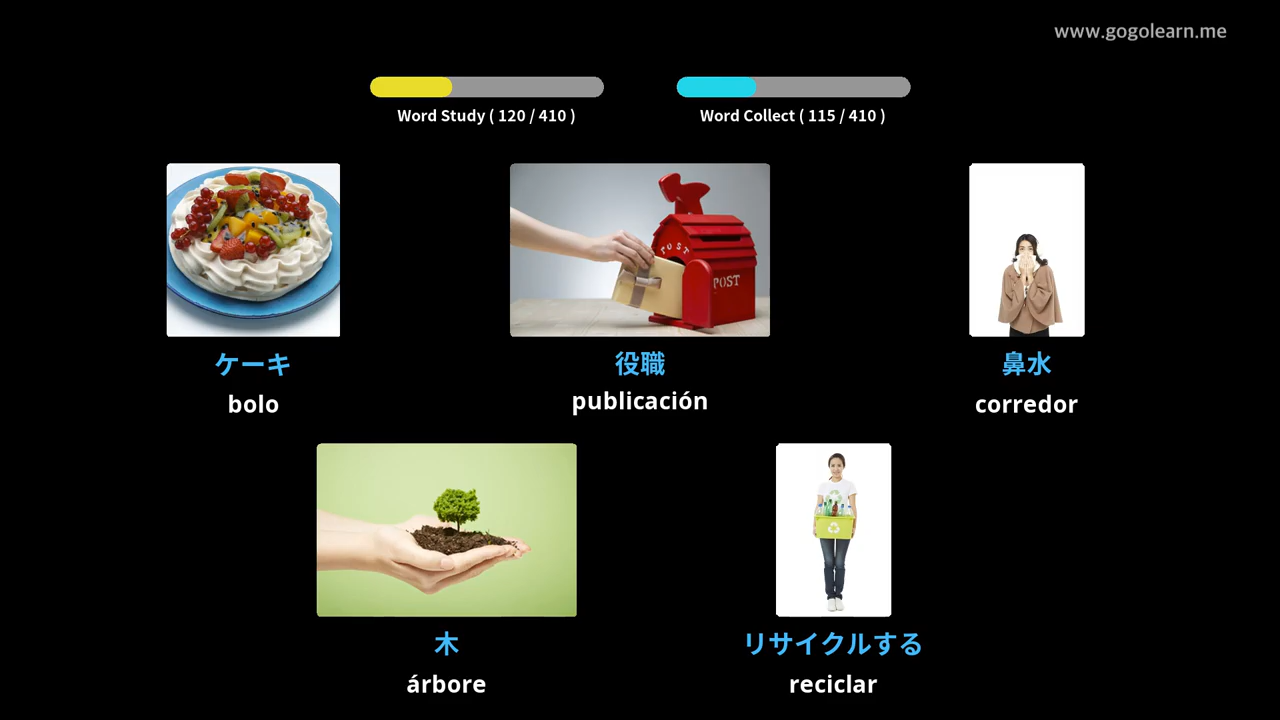 www.gogolearn.me
Word Study ( 120 / 410 )
Word Collect ( 115 / 410 )
POST
POST
ケーキ
役職
鼻水
bolo
publicación
corredor
木
リサイクルする
árbore
reciclar